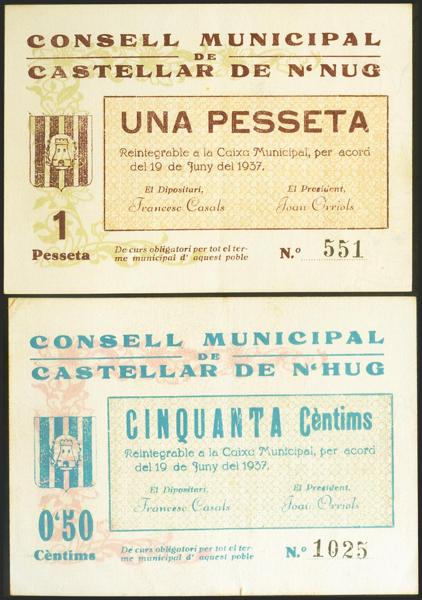 CONSELL MUNICIPAL
DE
CASTELLAR DE N'NUG
UNA PESSETA
Reintegrable a la Caixa Municipal, per acord
del 19 de Juny del 1937.
El Dipositari, El President,
Francesc Casals Joan Orriols
1
Pesseta
De curs obligatori per tot el ter-
me municipal d' aquest poble
N.º 551
CONSELL MUNICIPAL
DE
CASTELLAR DE N'HUG
CINQUANTA Cèntims
Reintegrable a la Caixa Municipal, per acord
del 19 de Juny del 1937.
El Dipositari, El President,
Francesc Casals Joan Orriols
0'50
Cèntims
De curs obligatori per tot el ter-
me municipal d' aquest poble
N.º 1025